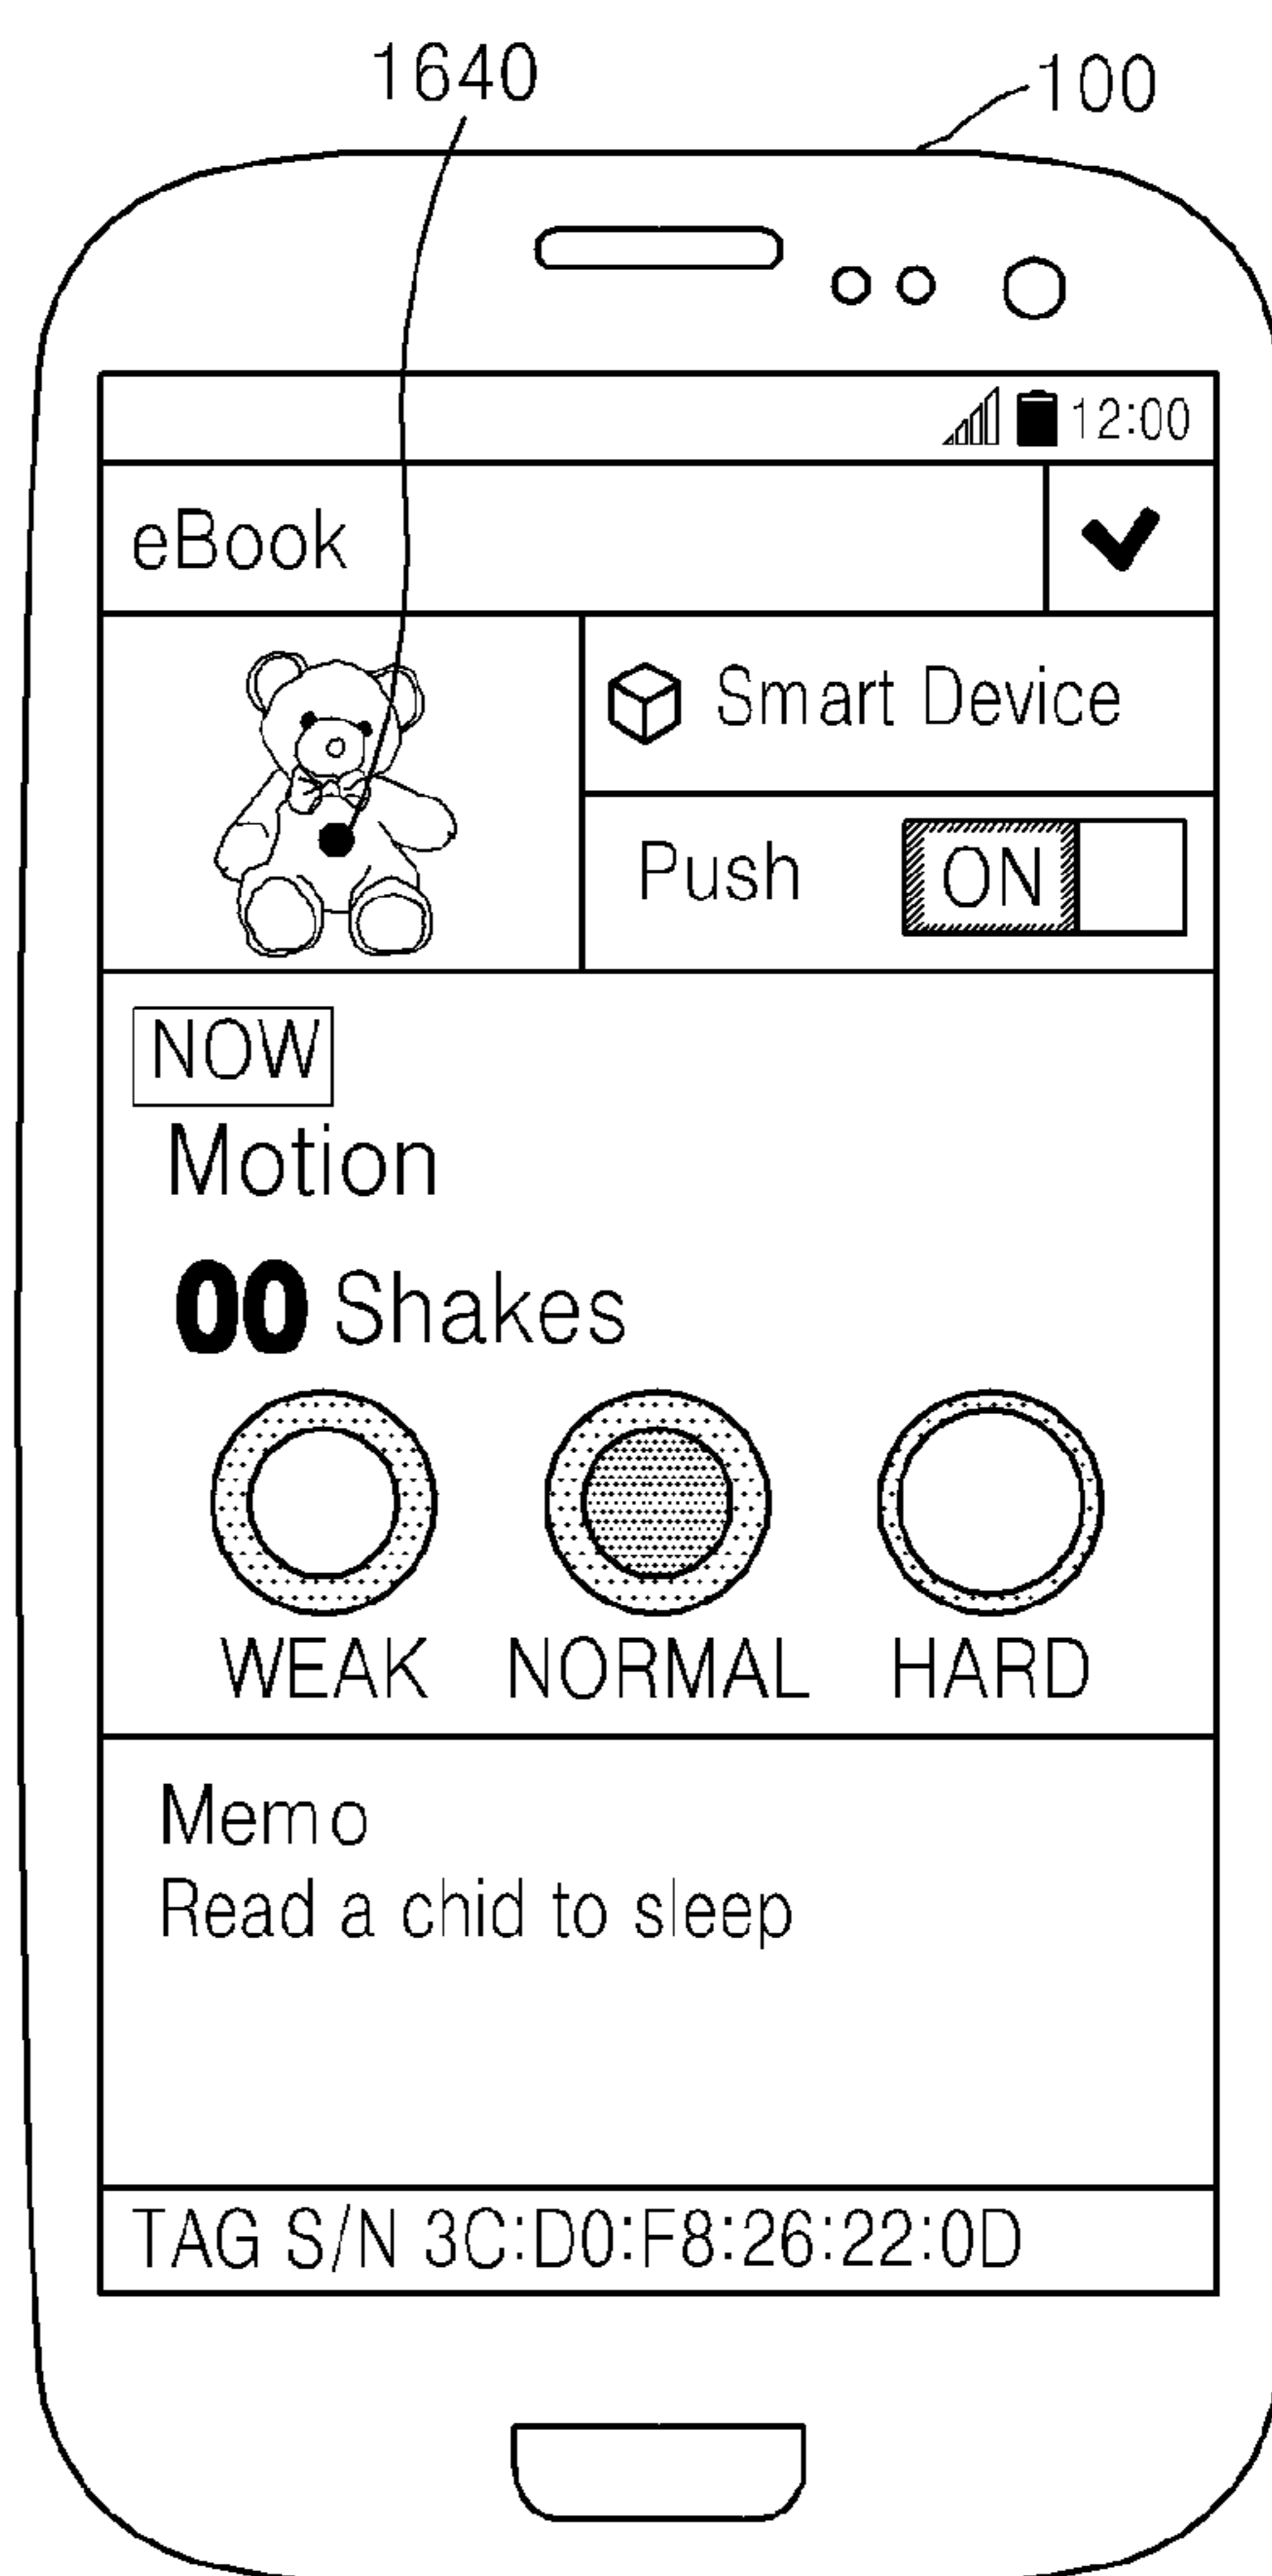 1640
100
12:00
eBook
Smart Device
Push ON
NOW
Motion
00 Shakes
WEAK NORMAL HARD
Memo
Read a chid to sleep
TAG S/N 3C:D0:F8:26:22:0D